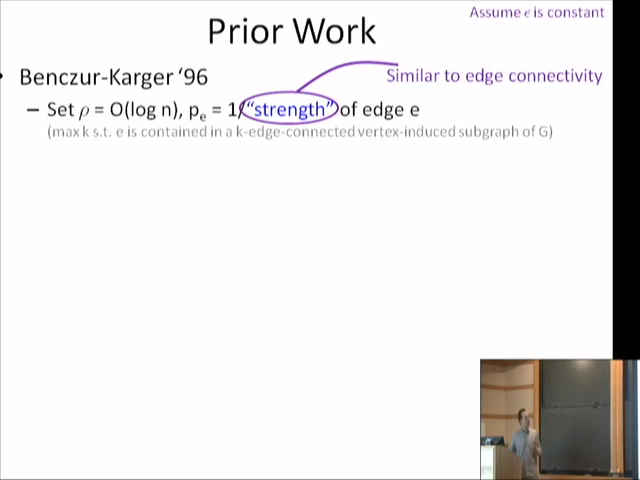 Assume ϵ is constant
Prior Work
• Benczur-Karger ‘96
Similar to edge connectivity
– Set ρ = O(log n), pe = 1/“strength” of edge e
(max k s.t. e is contained in a k-edge-connected vertex-induced subgraph of G)